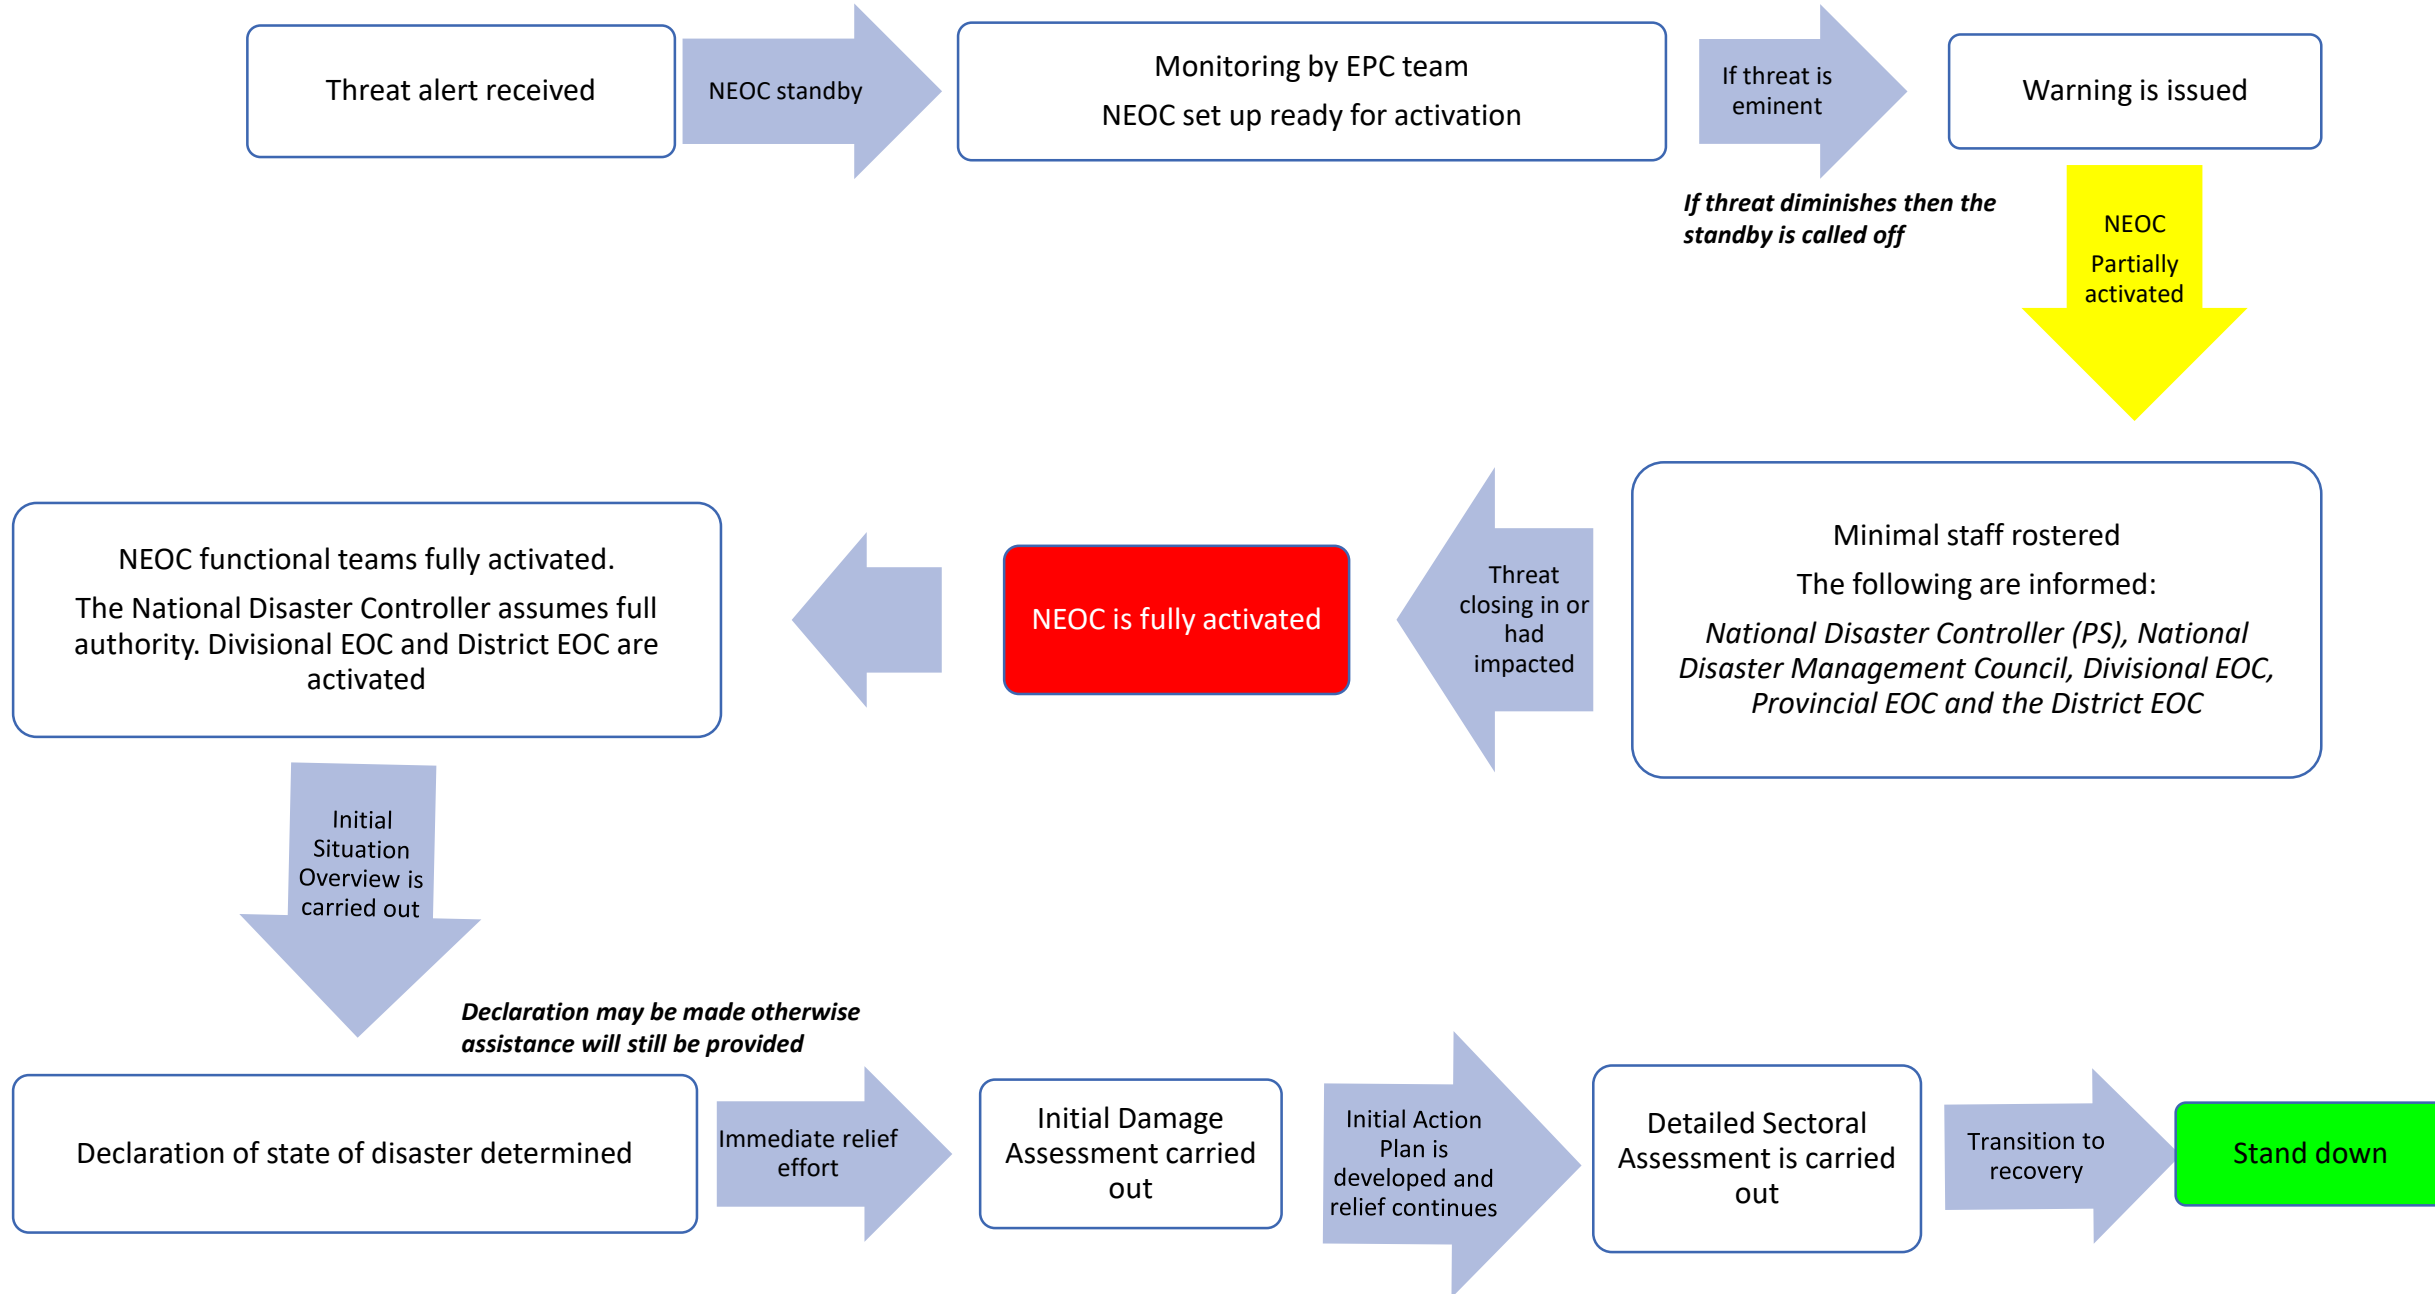 Threat alert received
NEOC standby
Monitoring by EPC team
NEOC set up ready for activation
If threat is
eminent
Warning is issued
If threat diminishes then the
standby is called off
NEOC
Partially
activated
Minimal staff rostered
The following are informed:
National Disaster Controller (PS), National
Disaster Management Council, Divisional EOC,
Provincial EOC and the District EOC
Threat
closing in or
had
impacted
NEOC is fully activated
NEOC functional teams fully activated.
The National Disaster Controller assumes full
authority. Divisional EOC and District EOC are
activated
Initial
Situation
Overview is
carried out
Declaration may be made otherwise
assistance will still be provided
Declaration of state of disaster determined
Immediate relief
effort
Initial Damage
Assessment carried
out
Initial Action
Plan is
developed and
relief continues
Detailed Sectoral
Assessment is carried
out
Transition to
recovery
Stand down